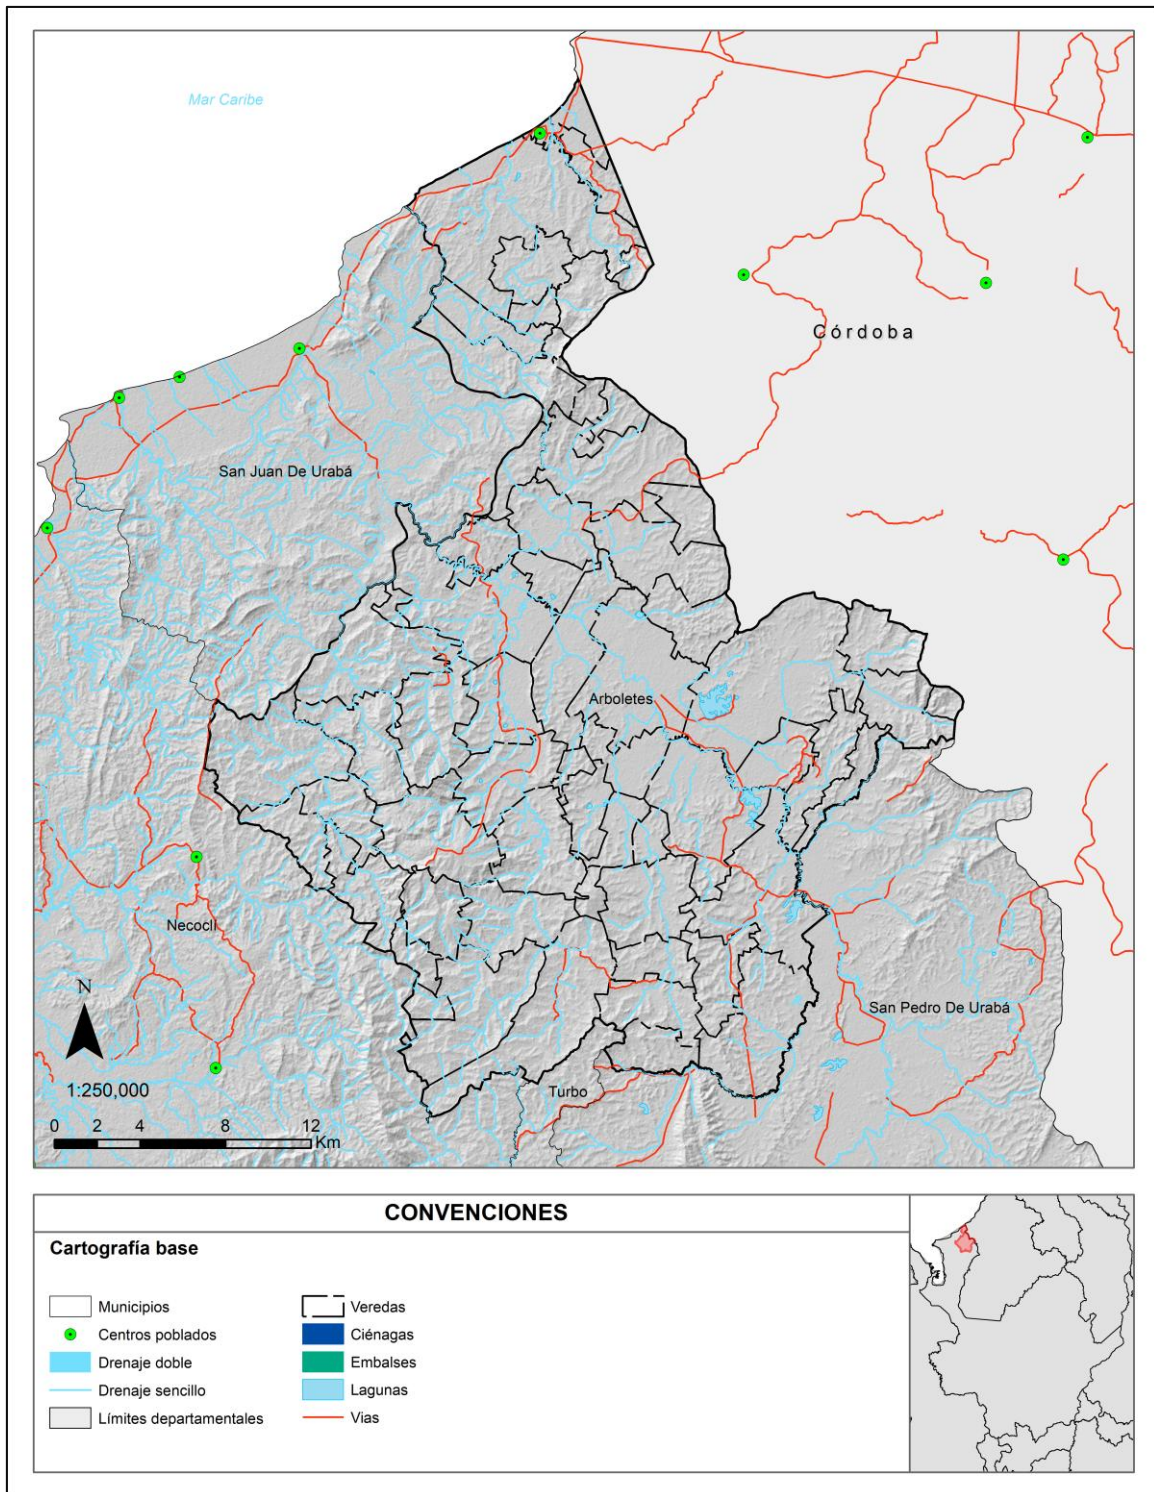 Mar Caribe
Córdoba
San Juan De Urabá
Arboletes
Necoclí
San Pedro De Urabá
N
1:250,000
Turbo
0 2 4 8 12
Km
CONVENCIONES
Cartografía base
Municipios
Centros poblados
Drenaje doble
Drenaje sencillo
Límites departamentales
Veredas
Ciénagas
Embalses
Lagunas
Vias